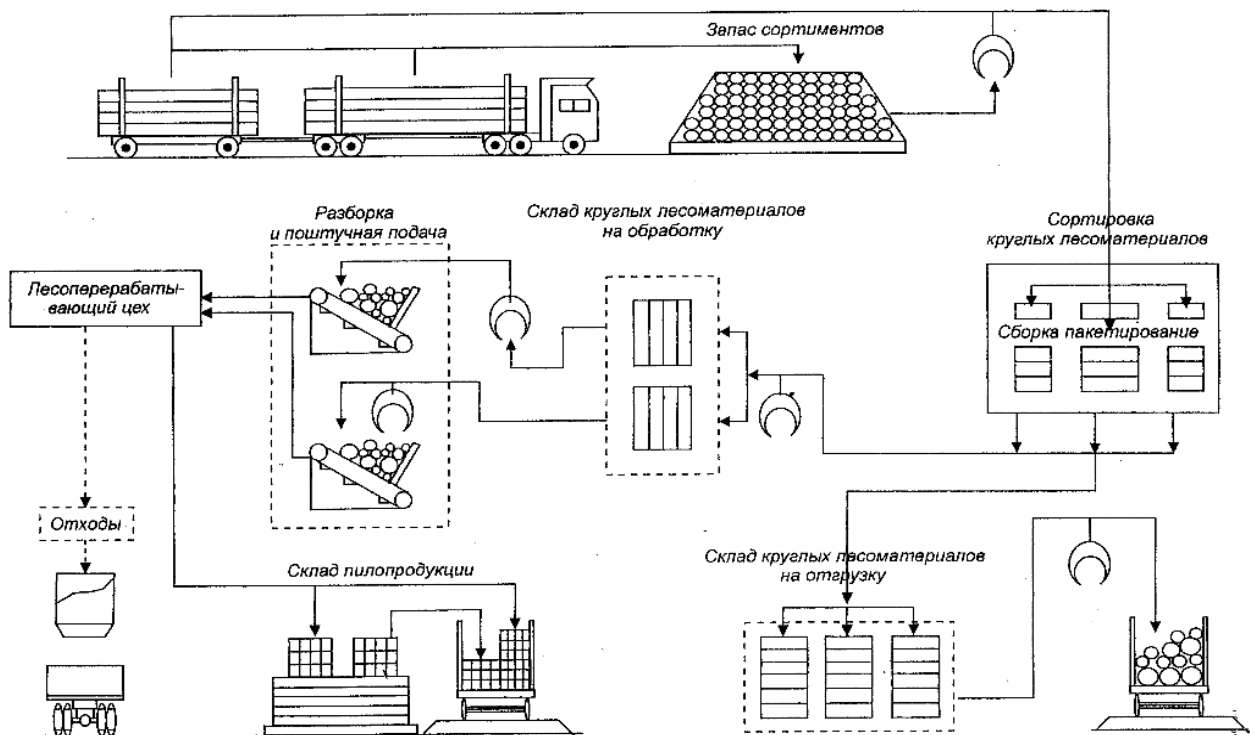 Запас сортиментов
Разборка
и поштучная подача
Склад круглых лесоматериалов
на обработку
Сортировка
круглых лесоматериалов
Лесоперерабаты-
вающий цех
Сборка пакетирование
Отходы
Склад пилопродукции
Склад круглых лесоматериалов
на отгрузку